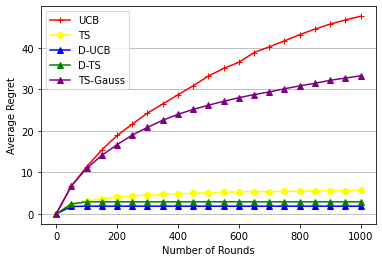 UCB
TS
D-UCB
D-TS
TS-Gauss
Average Regret
40
30
20
10
0
0 200 400 600 800 1000
Number of Rounds